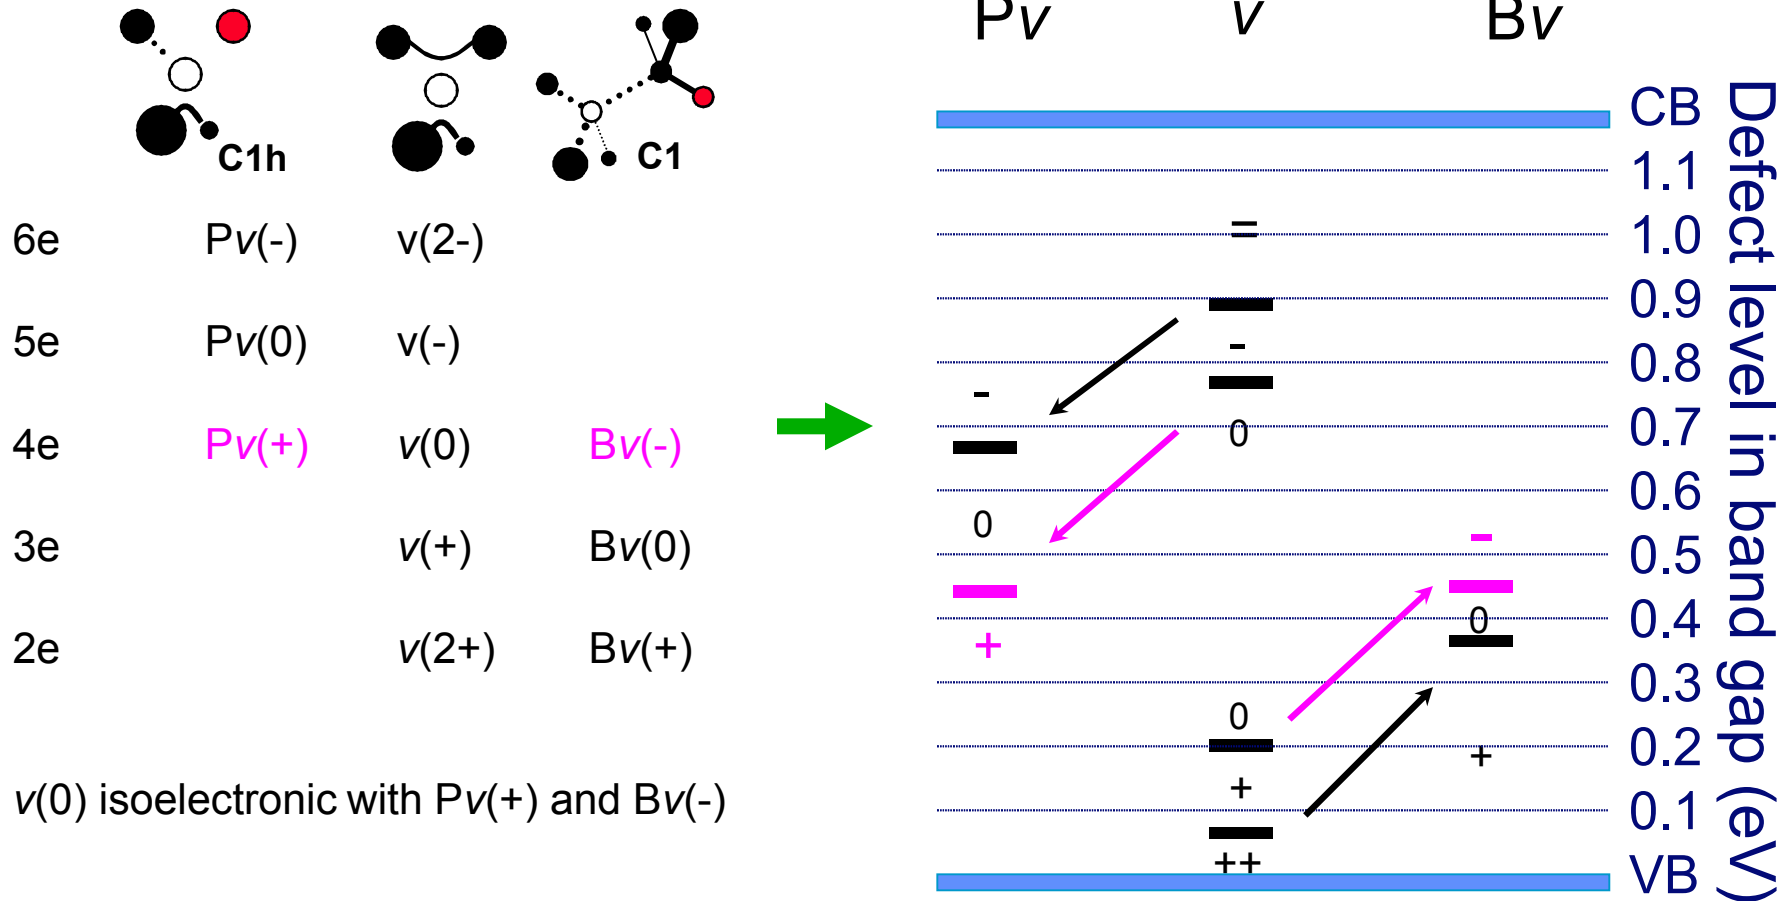 C1h
C1
6e Pv(-) v(2-)
5e Pv(0) v(-)
4e Pv(+) v(0) Bv(-)
3e v(+) Bv(0)
2e v(2+) Bv(+)
v(0) isoelectronic with Pv(+) and Bv(-)
Pv v Bv
CB
1.1
1.0
0.9
0.8
0.7
0.6
0.5
0.4
0.3
0.2
0.1
VB
=
-
0
0
+
++
-
0
+
-
0
+
Defect level in band gap (eV)